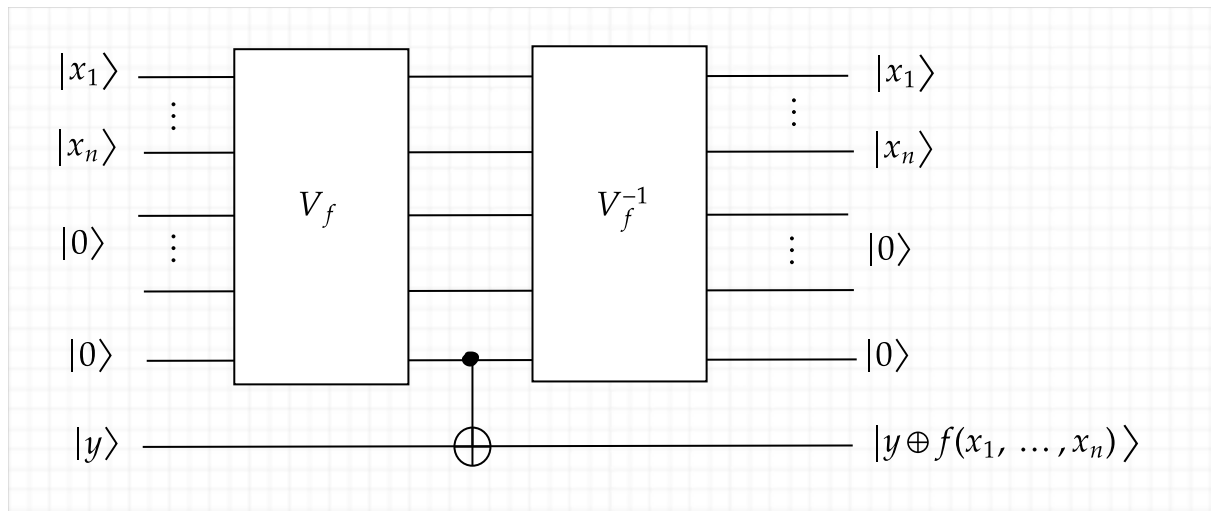 |x₁⟩ |x₁⟩
⋮ ⋮
|xₙ⟩ |xₙ⟩
V_f V_f⁻¹
|0⟩ ⋮ ⋮ |0⟩
|0⟩ |0⟩
|y⟩ |y ⊕ f(x₁, … , xₙ)⟩